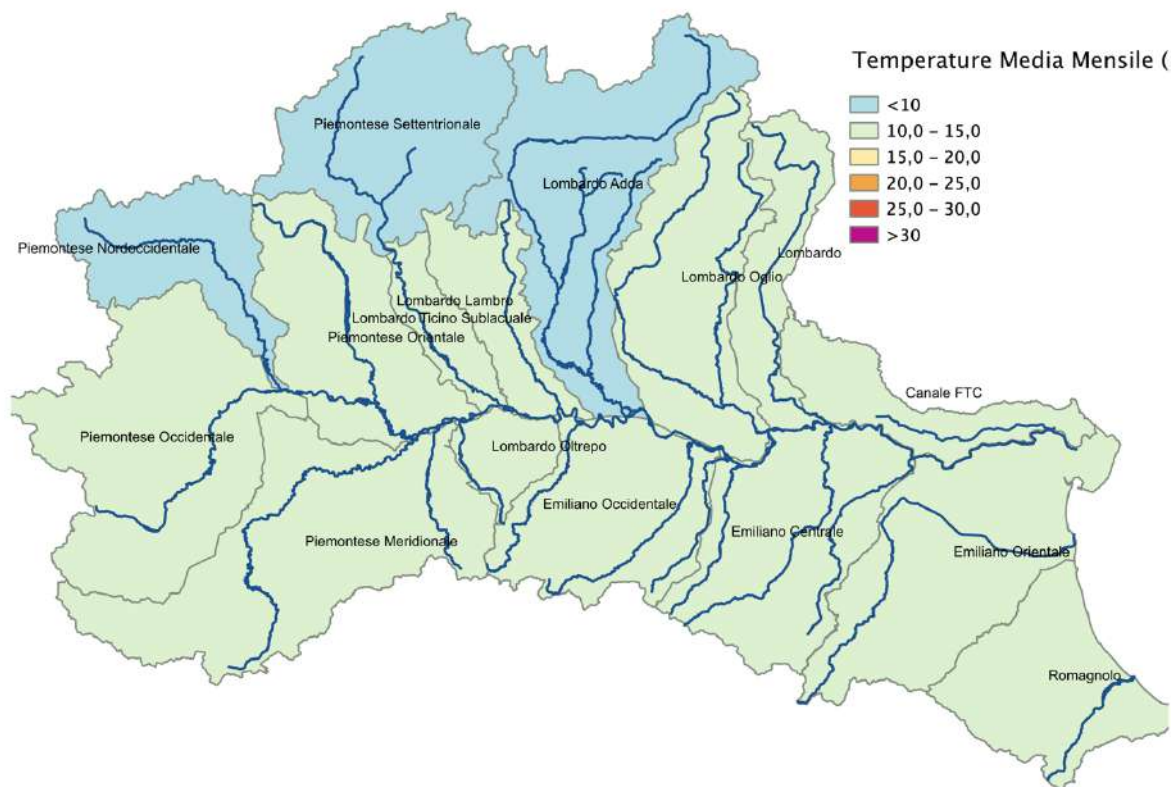 Temperature Media Mensile (
<10
10,0 – 15,0
15,0 – 20,0
20,0 – 25,0
25,0 – 30,0
>30
Piemontese Settentrionale
Lombardo Adda
Piemontese Nordoccidentale
Lombardo
Lombardo Oglio
Lombardo Lambro
Lombardo Ticino Sublacuale
Piemontese Orientale
Canale FTC
Piemontese Occidentale
Lombardo Oltrepo
Emiliano Occidentale
Emiliano Centrale
Piemontese Meridionale
Emiliano Orientale
Romagnolo